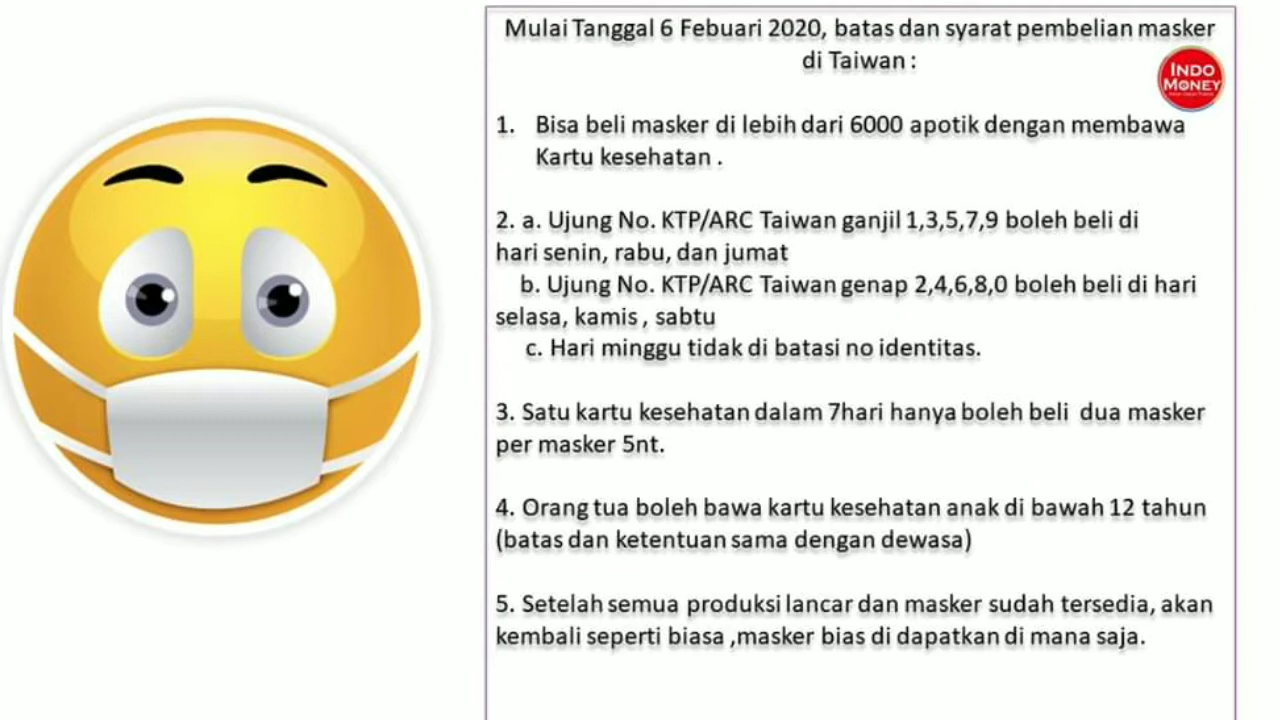 Mulai Tanggal 6 Febuari 2020, batas dan syarat pembelian masker
di Taiwan :
INDO
MONEY
1. Bisa beli masker di lebih dari 6000 apotik dengan membawa
Kartu kesehatan .
2. a. Ujung No. KTP/ARC Taiwan ganjil 1,3,5,7,9 boleh beli di
hari senin, rabu, dan jumat
b. Ujung No. KTP/ARC Taiwan genap 2,4,6,8,0 boleh beli di hari
selasa, kamis , sabtu
c. Hari minggu tidak di batasi no identitas.
3. Satu kartu kesehatan dalam 7hari hanya boleh beli dua masker
per masker 5nt.
4. Orang tua boleh bawa kartu kesehatan anak di bawah 12 tahun
(batas dan ketentuan sama dengan dewasa)
5. Setelah semua produksi lancar dan masker sudah tersedia, akan
kembali seperti biasa ,masker bias di dapatkan di mana saja.